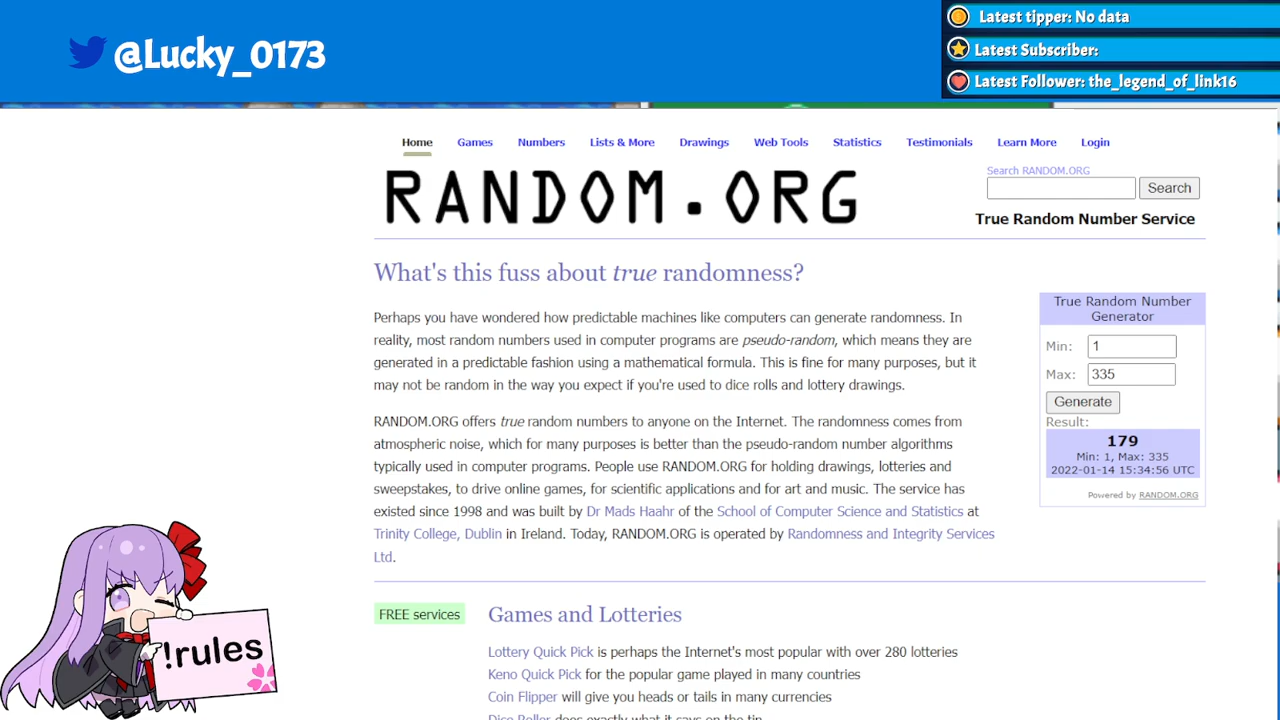 @Lucky_0173
Latest tipper: No data
Latest Subscriber:
Latest Follower: the_legend_of_link16
Home Games Numbers Lists & More Drawings Web Tools Statistics Testimonials Learn More Login
RANDOM.ORG
Search RANDOM.ORG
Search
True Random Number Service
What's this fuss about true randomness?
Perhaps you have wondered how predictable machines like computers can generate randomness. In
reality, most random numbers used in computer programs are pseudo-random, which means they are
generated in a predictable fashion using a mathematical formula. This is fine for many purposes, but it
may not be random in the way you expect if you're used to dice rolls and lottery drawings.
RANDOM.ORG offers true random numbers to anyone on the Internet. The randomness comes from
atmospheric noise, which for many purposes is better than the pseudo-random number algorithms
typically used in computer programs. People use RANDOM.ORG for holding drawings, lotteries and
sweepstakes, to drive online games, for scientific applications and for art and music. The service has
existed since 1998 and was built by Dr Mads Haahr of the School of Computer Science and Statistics at
Trinity College, Dublin in Ireland. Today, RANDOM.ORG is operated by Randomness and Integrity Services
Ltd.
True Random Number
Generator
Min: 1
Max: 335
Generate
Result:
179
Min: 1, Max: 335
2022-01-14 15:34:56 UTC
Powered by RANDOM.ORG
FREE services
Games and Lotteries
Lottery Quick Pick is perhaps the Internet's most popular with over 280 lotteries
Keno Quick Pick for the popular game played in many countries
Coin Flipper will give you heads or tails in many currencies
Dice Roller does exactly what it says on the tin
!rules